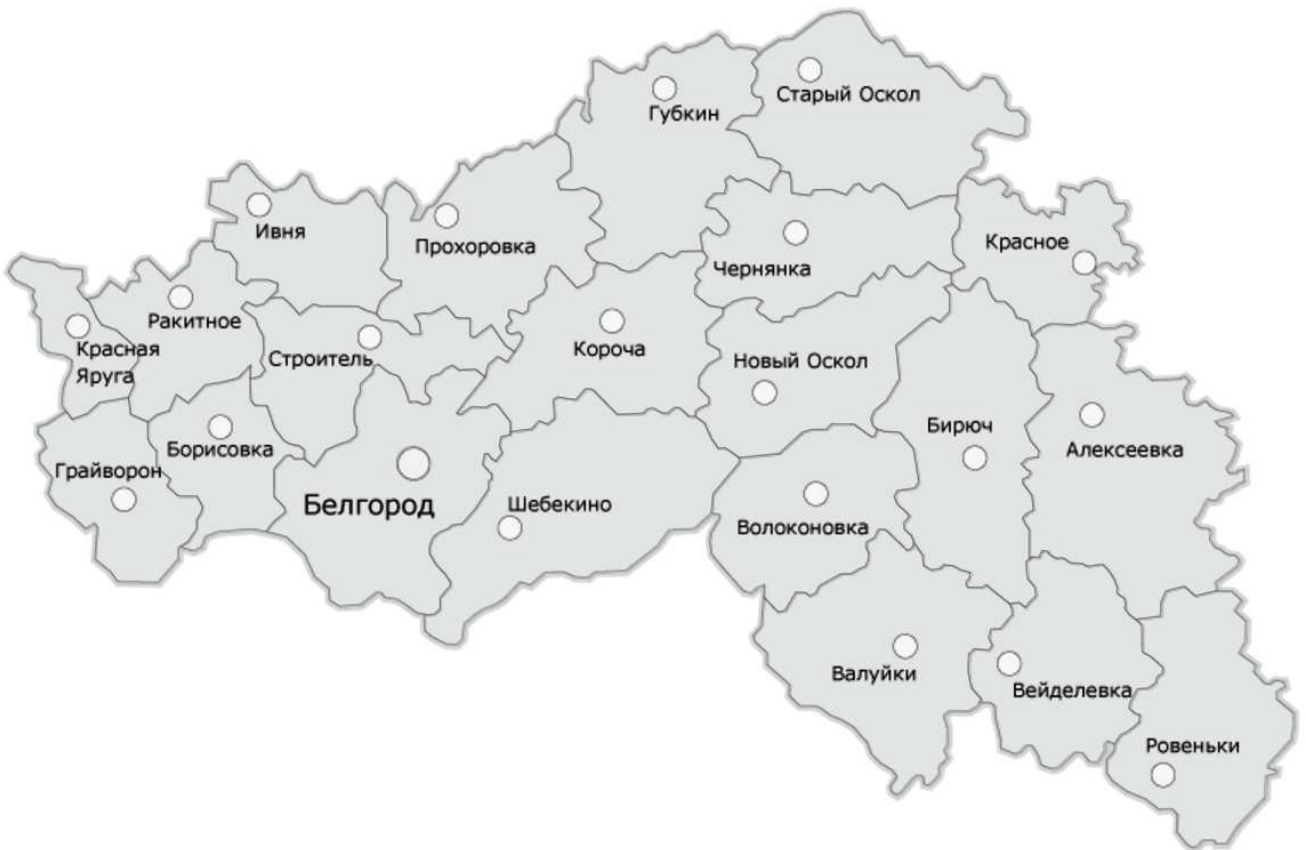 Старый Оскол
Губкин
Ивня
Прохоровка
Красное
Чернянка
Ракитное
Красная
Яруга
Строитель
Короча
Новый Оскол
Бирюч
Алексеевка
Борисовка
Грайворон
Белгород
Шебекино
Волоконовка
Валуйки
Вейделевка
Ровеньки